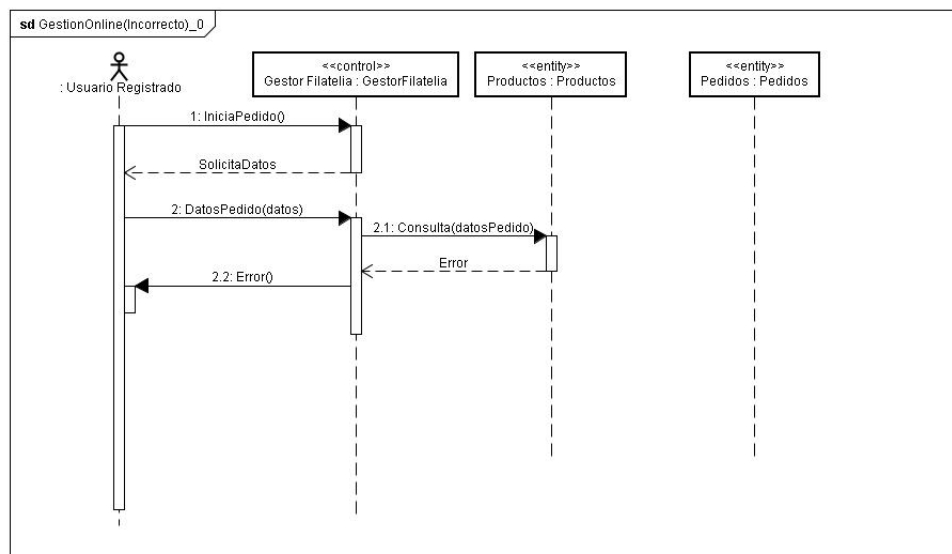 sd GestionOnline(Incorrecto)_0
: Usuario Registrado
<<control>>
Gestor Filatelia : GestorFilatelia
<<entity>>
Productos : Productos
<<entity>>
Pedidos : Pedidos
1: IniciaPedido()
SolicitaDatos
2: DatosPedido(datos)
2.1: Consulta(datosPedido)
Error
2.2: Error()